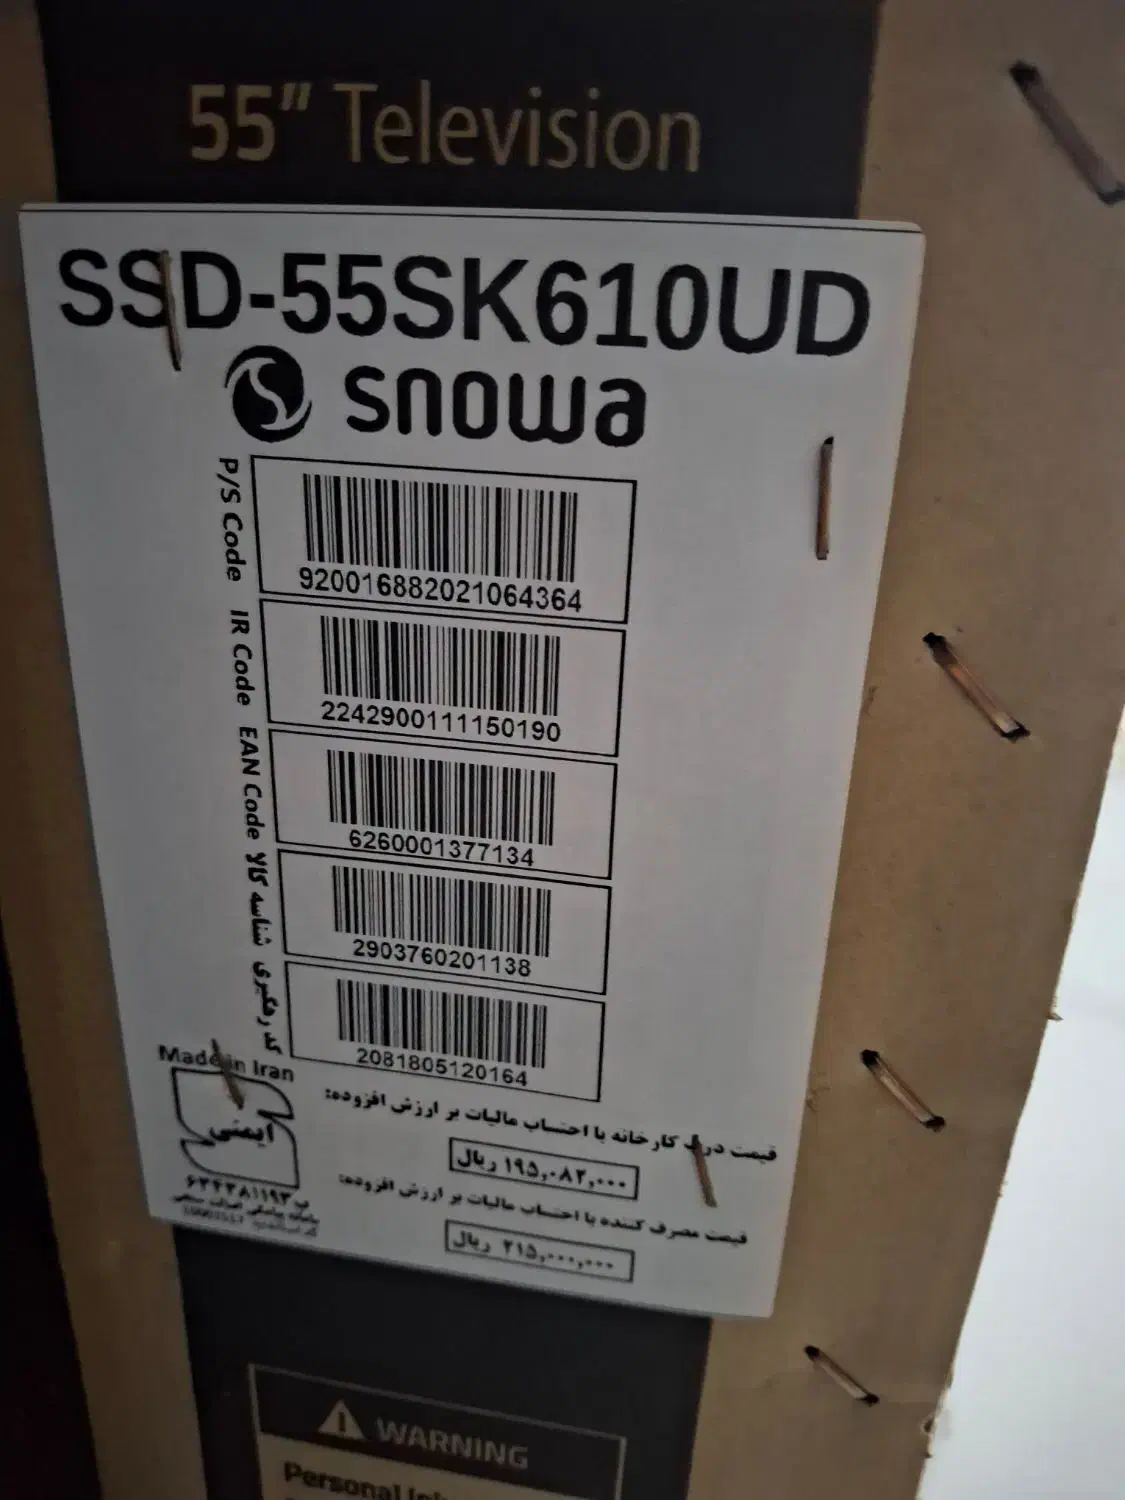 55" Television
SSD-55SK610UD
snowa
P/S Code
920016882021064364
IR Code
2242900111150190
EAN Code
6260001377134
شناسه کالا
2903760201138
کد رهگیری
2081805120164
Made in Iran
ایمنی
قیمت درب کارخانه با احتساب مالیات بر ارزش افزوده:
۱۹۵,۰۸۲,۰۰۰ ریال
قیمت مصرف کننده با احتساب مالیات بر ارزش افزوده:
۲۱۵,۰۰۰,۰۰۰ ریال
WARNING
Personal